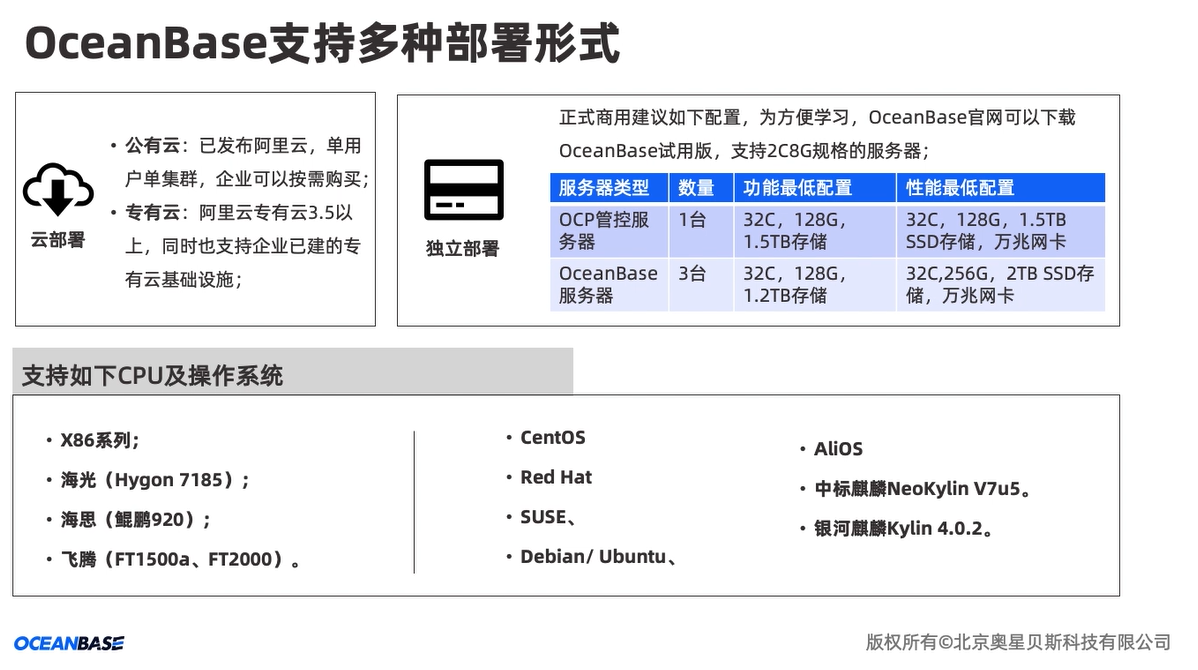 OceanBase支持多种部署形式
• 公有云：已发布阿里云，单用
户单集群，企业可以按需购买；
• 专有云：阿里云专有云3.5以
上，同时也支持企业已建的专
有云基础设施；
云部署
独立部署
正式商用建议如下配置，为方便学习，OceanBase官网可以下载
OceanBase试用版，支持2C8G规格的服务器；
服务器类型 数量 功能最低配置 性能最低配置
OCP管控服 1台 32C，128G， 32C，128G，1.5TB
务器 1.5TB存储 SSD存储，万兆网卡
OceanBase 3台 32C，128G， 32C,256G，2TB SSD存
服务器 1.2TB存储 储，万兆网卡
支持如下CPU及操作系统
• X86系列；
• 海光（Hygon 7185）；
• 海思（鲲鹏920）；
• 飞腾（FT1500a、FT2000）。
• CentOS
• Red Hat
• SUSE、
• Debian/ Ubuntu、
• AliOS
• 中标麒麟NeoKylin V7u5。
• 银河麒麟Kylin 4.0.2。
OCEANBASE
版权所有©北京奥星贝斯科技有限公司